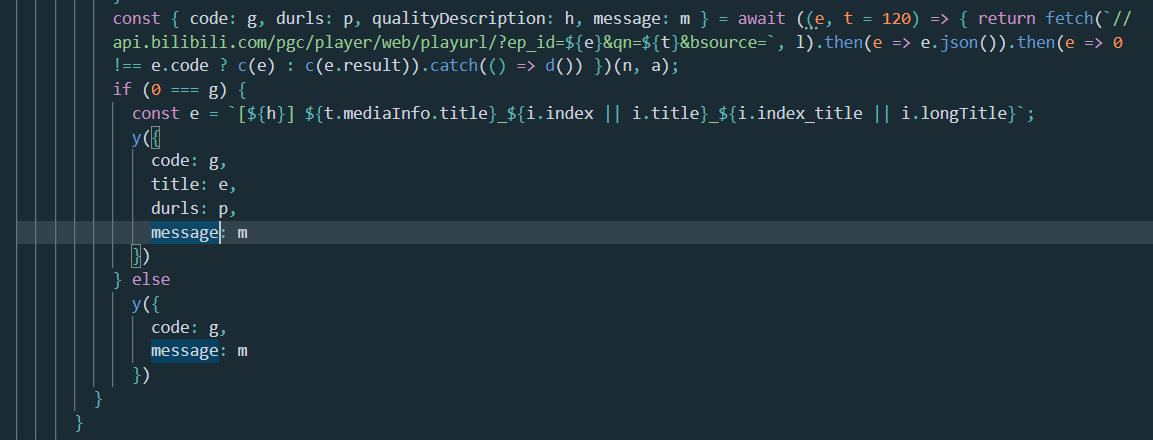 const { code: g, durls: p, qualityDescription: h, message: m } = await ((e, t = 120) => { return fetch(`//
api.bilibili.com/pgc/player/web/playurl/?ep_id=${e}&qn=${t}&bsource=`, l).then(e => e.json()).then(e => 0
!== e.code ? c(e) : c(e.result)).catch(() => d()) })(n, a);
if (0 === g) {
const e = `[${h}] ${t.mediaInfo.title}_${i.index || i.title}_${i.index_title || i.longTitle}`;
y({
code: g,
title: e,
durls: p,
message: m
})
} else
y({
code: g,
message: m
})
}
}